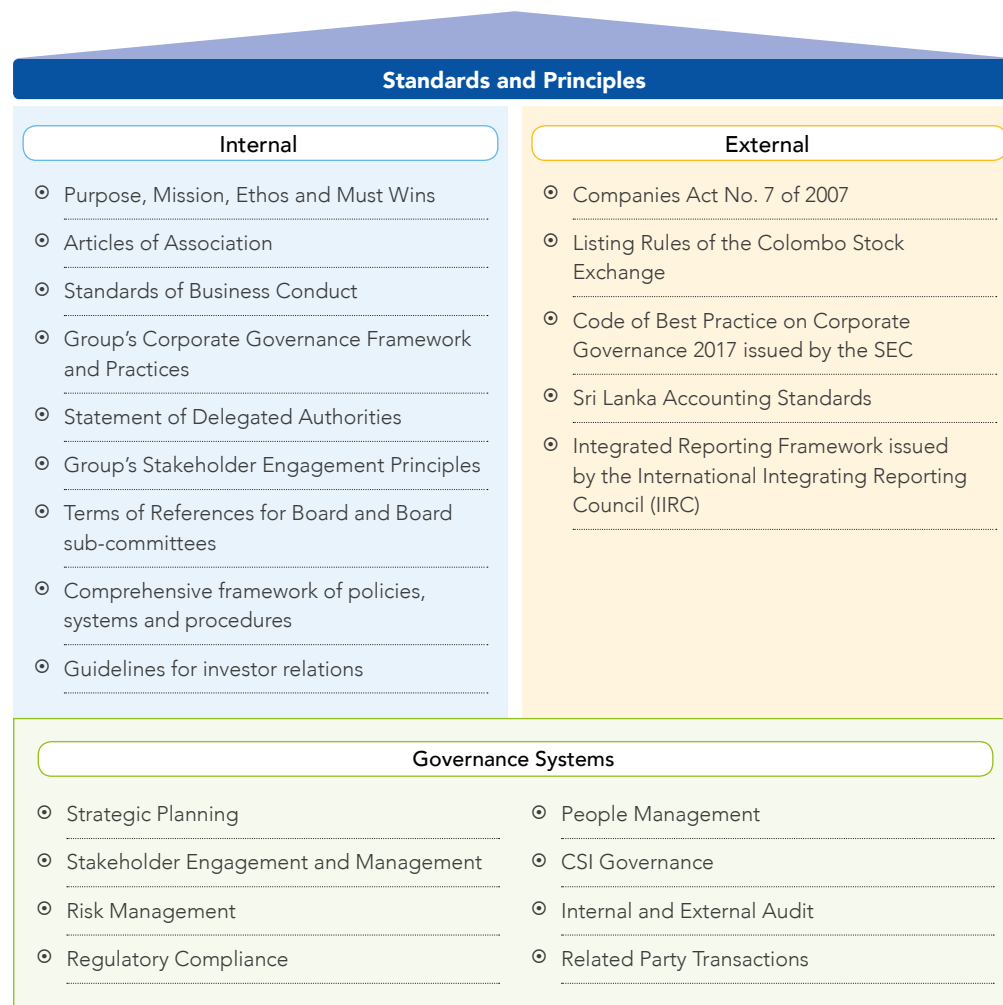 Standards and Principles
Internal
Purpose, Mission, Ethos and Must Wins
Articles of Association
Standards of Business Conduct
Group’s Corporate Governance Framework
and Practices
Statement of Delegated Authorities
Group’s Stakeholder Engagement Principles
Terms of References for Board and Board
sub-committees
Comprehensive framework of policies,
systems and procedures
Guidelines for investor relations
External
Companies Act No. 7 of 2007
Listing Rules of the Colombo Stock
Exchange
Code of Best Practice on Corporate
Governance 2017 issued by the SEC
Sri Lanka Accounting Standards
Integrated Reporting Framework issued
by the International Integrating Reporting
Council (IIRC)
Governance Systems
Strategic Planning
Stakeholder Engagement and Management
Risk Management
Regulatory Compliance
People Management
CSI Governance
Internal and External Audit
Related Party Transactions